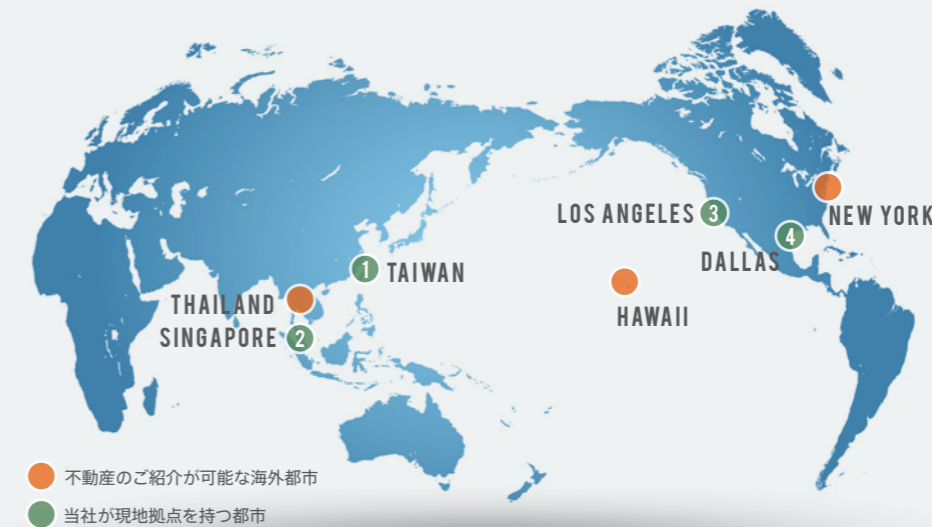 LOS ANGELES 3
NEW YORK
4
DALLAS
1 TAIWAN
THAILAND
HAWAII
SINGAPORE 2
不動産のご紹介が可能な海外都市
当社が現地拠点を持つ都市